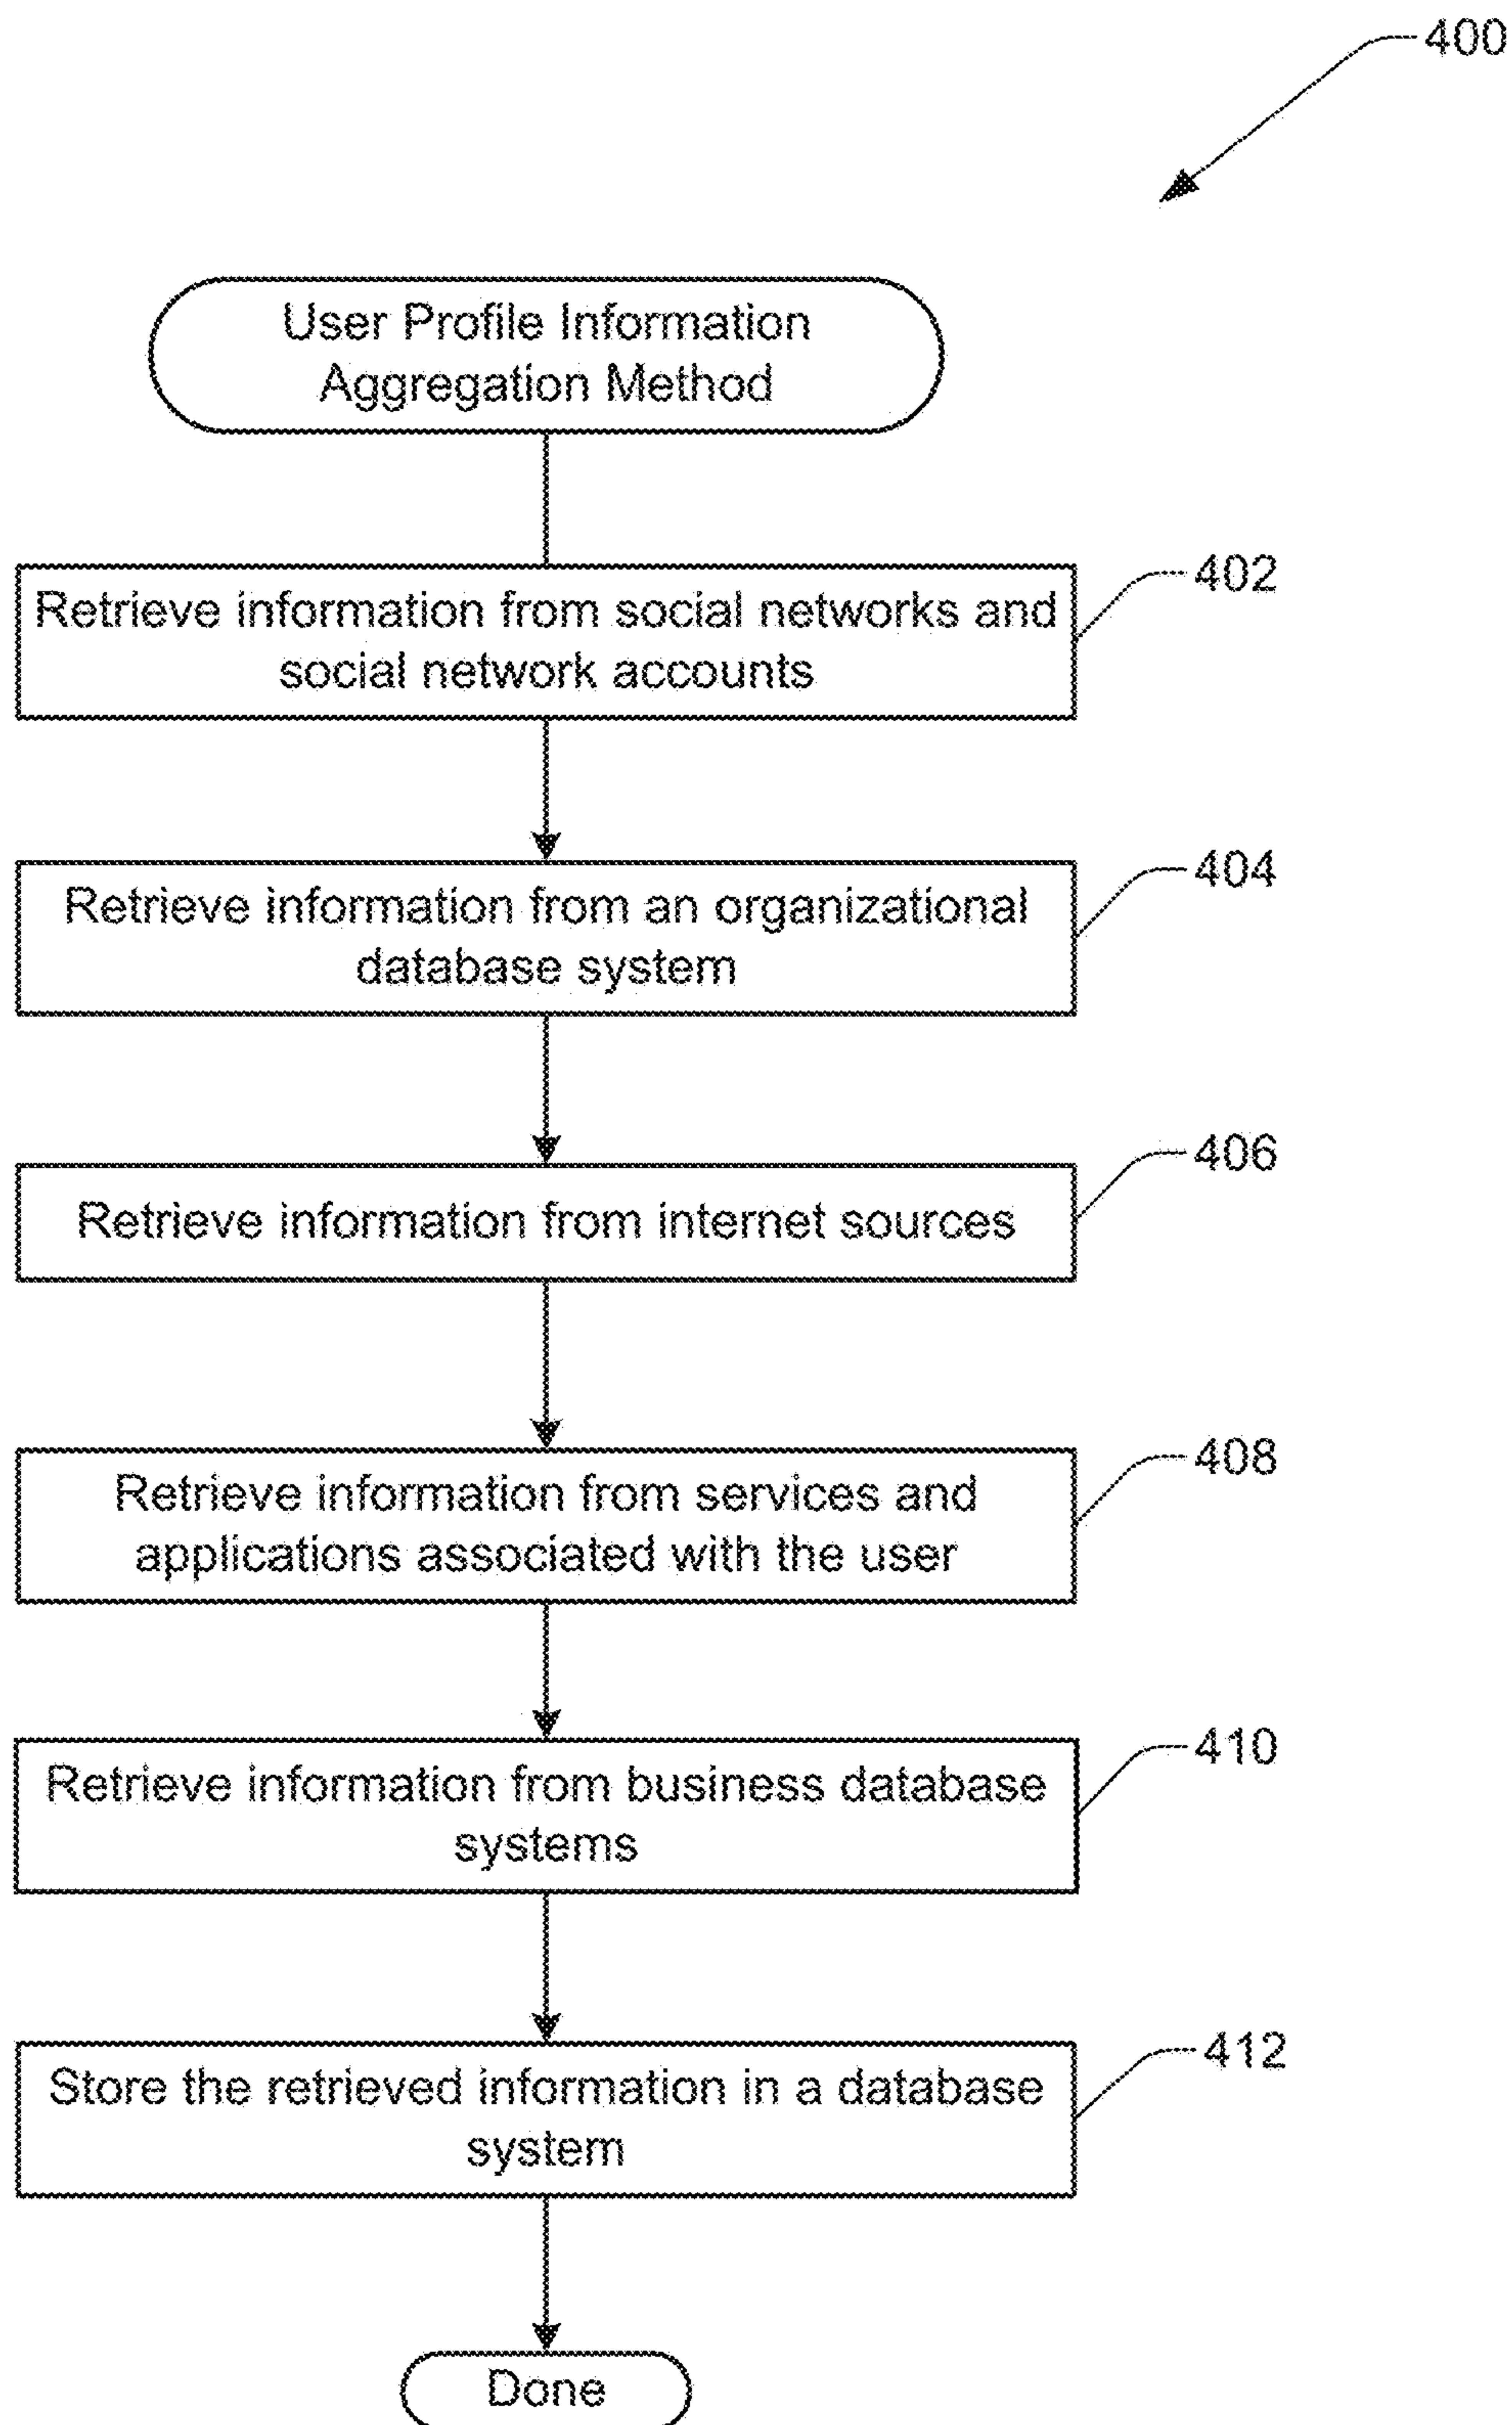 400
User Profile Information
Aggregation Method
402
Retrieve information from social networks and
social network accounts
404
Retrieve information from an organizational
database system
406
Retrieve information from internet sources
408
Retrieve information from services and
applications associated with the user
410
Retrieve information from business database
systems
412
Store the retrieved information in a database
system
Done